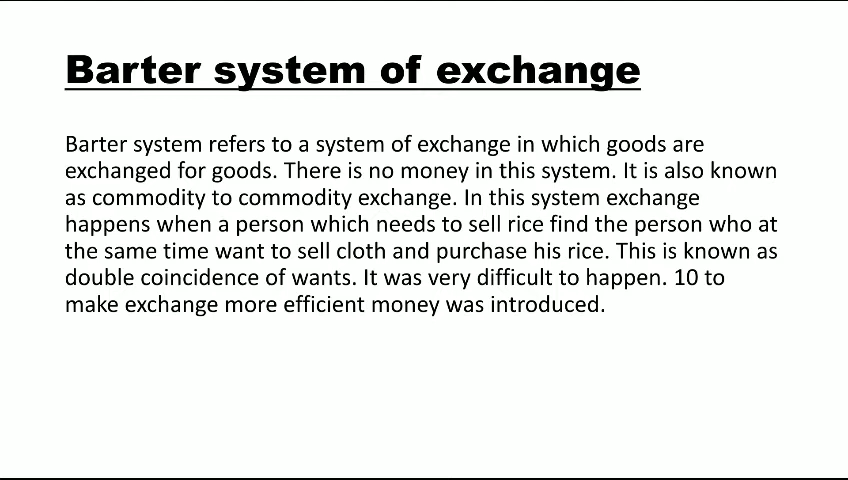 Barter system of exchange
Barter system refers to a system of exchange in which goods are
exchanged for goods. There is no money in this system. It is also known
as commodity to commodity exchange. In this system exchange
happens when a person which needs to sell rice find the person who at
the same time want to sell cloth and purchase his rice. This is known as
double coincidence of wants. It was very difficult to happen. 10 to
make exchange more efficient money was introduced.